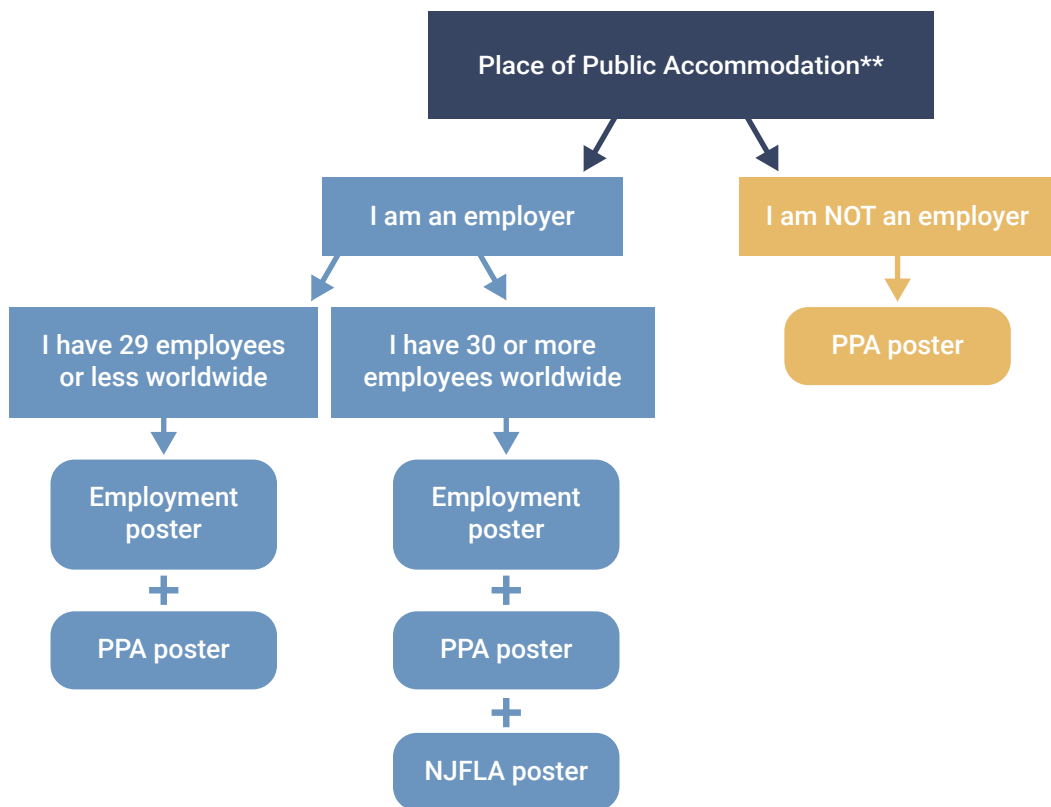 Place of Public Accommodation**
I am an employer
I am NOT an employer
I have 29 employees
or less worldwide
I have 30 or more
employees worldwide
PPA poster
Employment
poster
+
PPA poster
Employment
poster
+
PPA poster
+
NJFLA poster